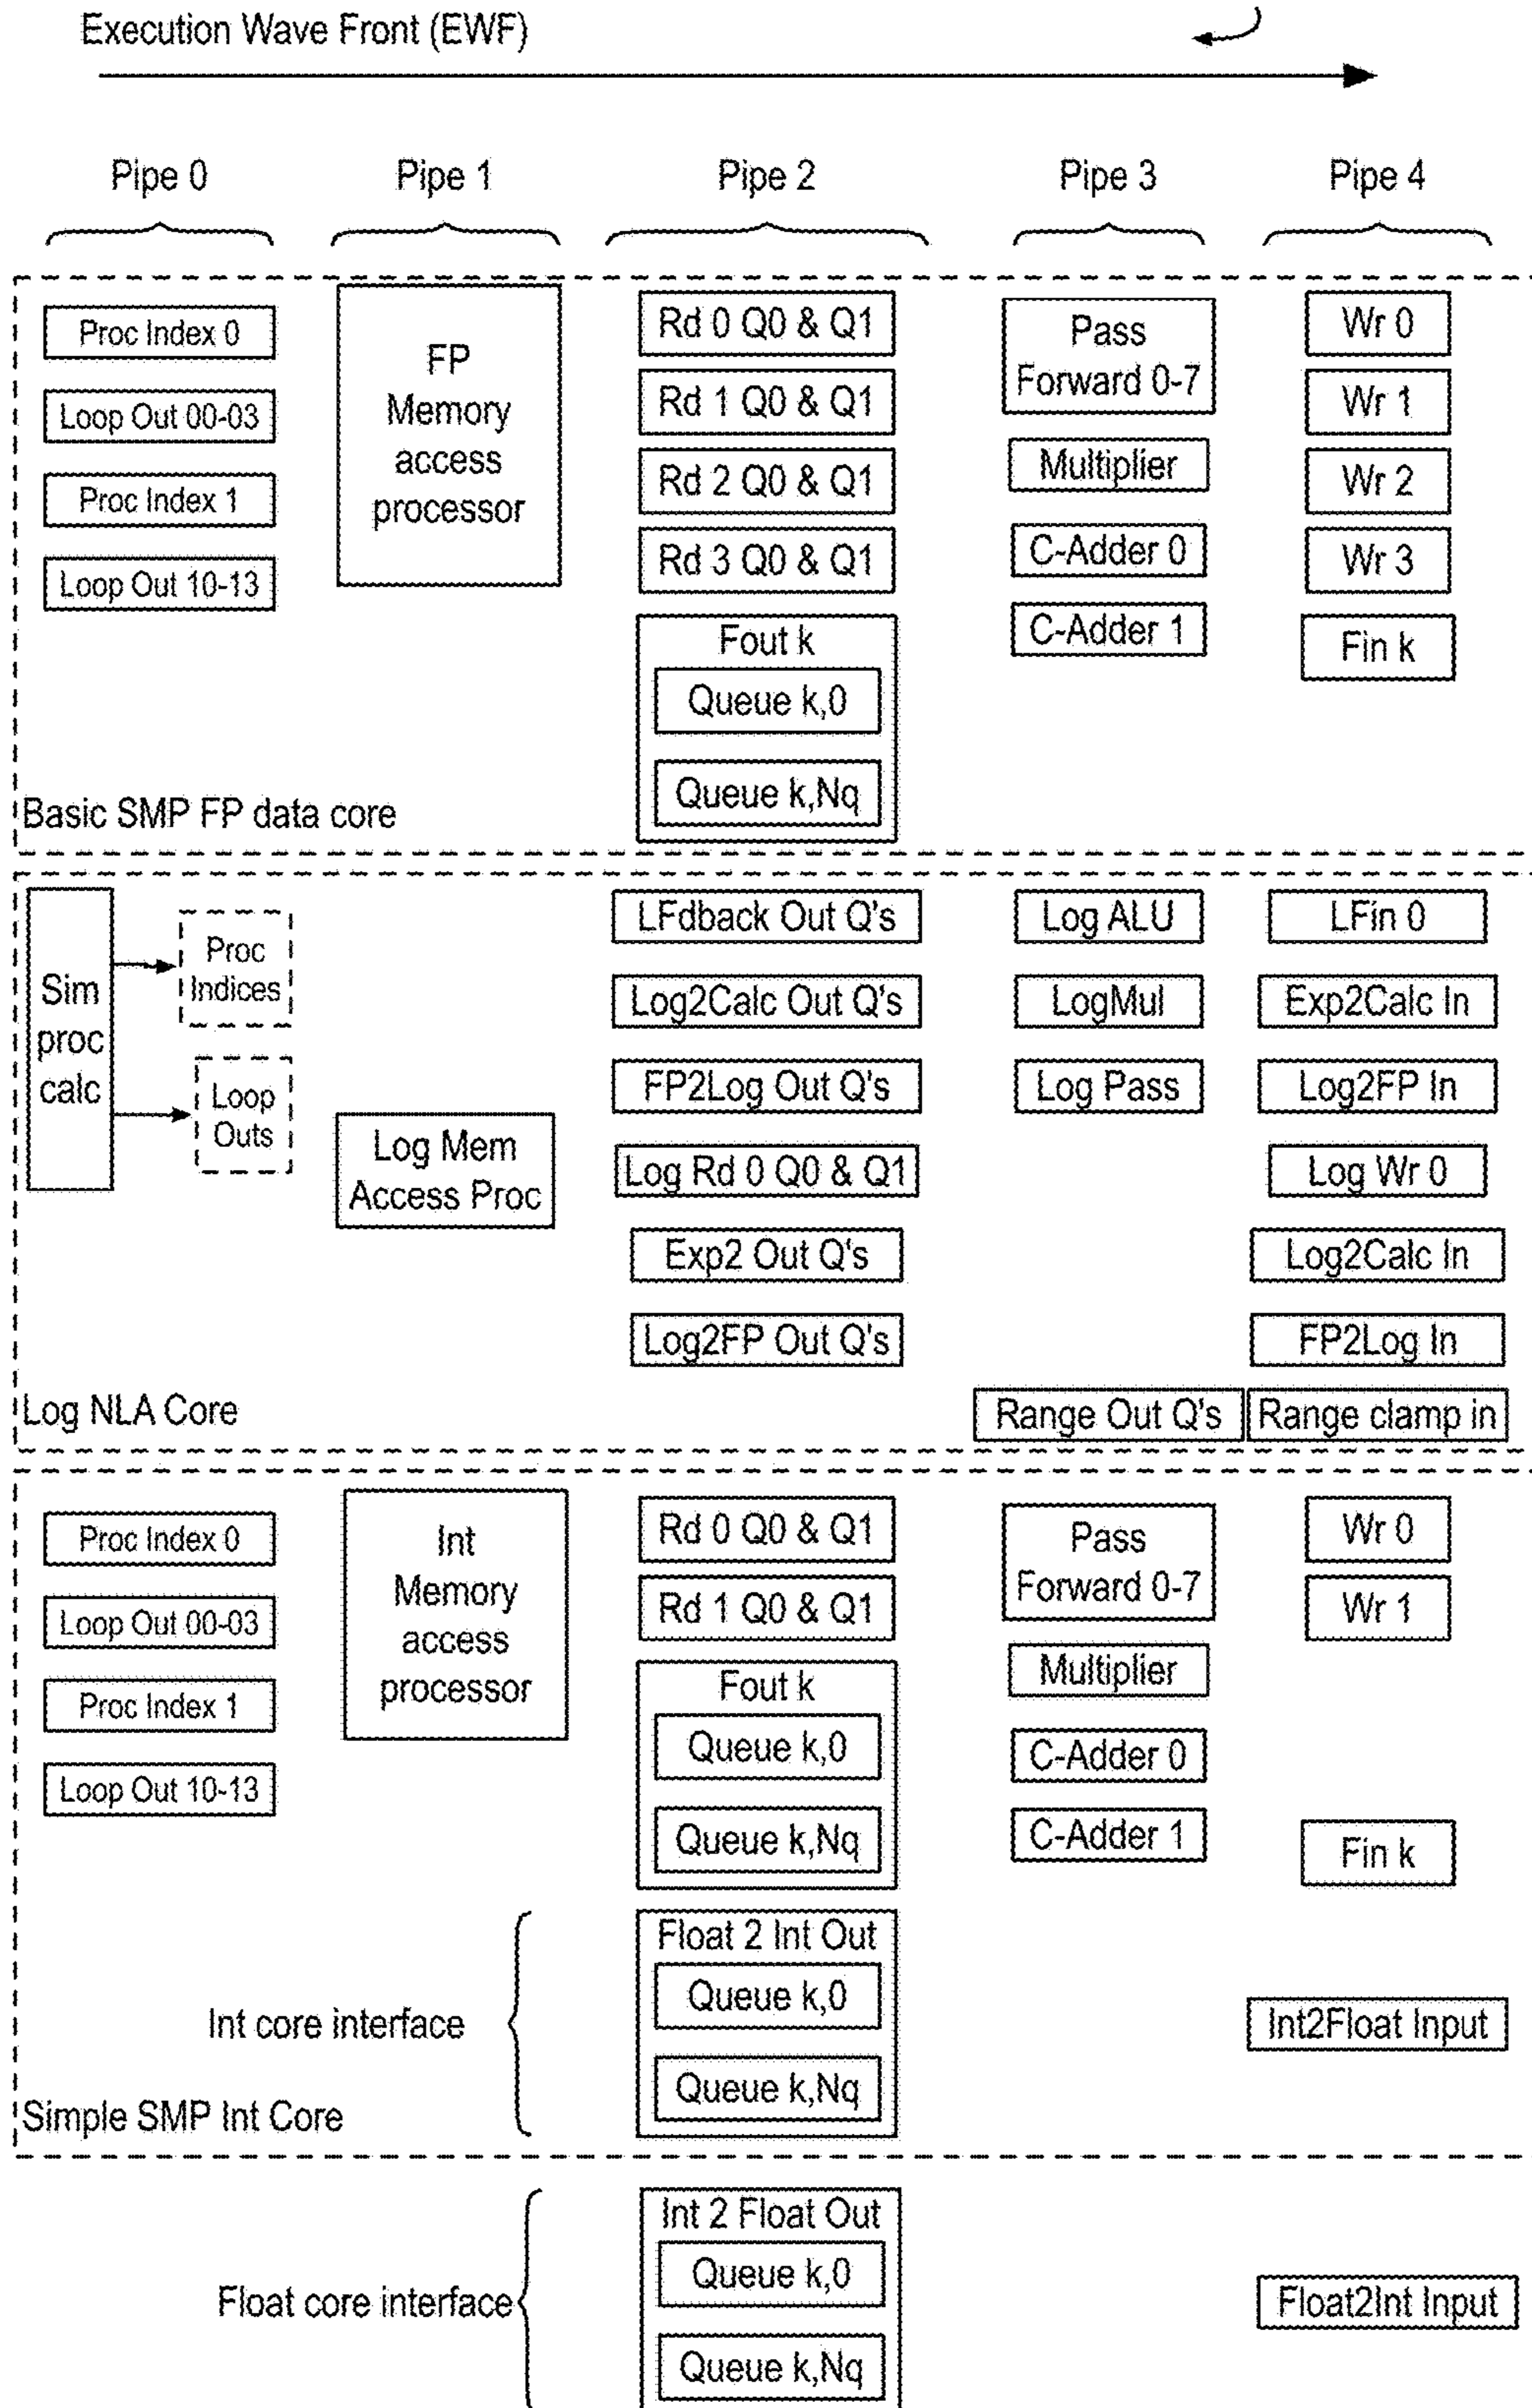 Execution Wave Front (EWF)
Pipe 0
Pipe 1
Pipe 2
Pipe 3
Pipe 4
Proc Index 0
Loop Out 00-03
Proc Index 1
Loop Out 10-13
FP
Memory
access
processor
Rd 0 Q0 & Q1
Rd 1 Q0 & Q1
Rd 2 Q0 & Q1
Rd 3 Q0 & Q1
Fout k
Queue k,0
Queue k,Nq
Pass
Forward 0-7
Multiplier
C-Adder 0
C-Adder 1
Wr 0
Wr 1
Wr 2
Wr 3
Fin k
Basic SMP FP data core
Sim
proc
calc
Proc
Indices
Loop
Outs
Log Mem
Access Proc
LFdback Out Q's
Log2Calc Out Q's
FP2Log Out Q's
Log Rd 0 Q0 & Q1
Exp2 Out Q's
Log2FP Out Q's
Log ALU
LogMul
Log Pass
Range Out Q's
LFin 0
Exp2Calc In
Log2FP In
Log Wr 0
Log2Calc In
FP2Log In
Range clamp in
Log NLA Core
Proc Index 0
Loop Out 00-03
Proc Index 1
Loop Out 10-13
Int
Memory
access
processor
Rd 0 Q0 & Q1
Rd 1 Q0 & Q1
Fout k
Queue k,0
Queue k,Nq
Pass
Forward 0-7
Multiplier
C-Adder 0
C-Adder 1
Wr 0
Wr 1
Fin k
Int core interface
Float 2 Int Out
Queue k,0
Queue k,Nq
Int2Float Input
Simple SMP Int Core
Float core interface
Int 2 Float Out
Queue k,0
Queue k,Nq
Float2Int Input